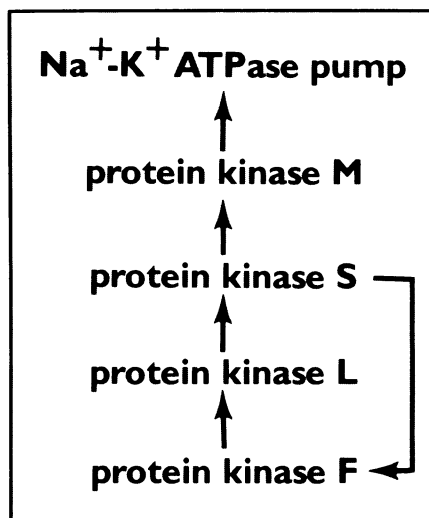 Na+-K+ ATPase pump
protein kinase M
protein kinase S
protein kinase L
protein kinase F